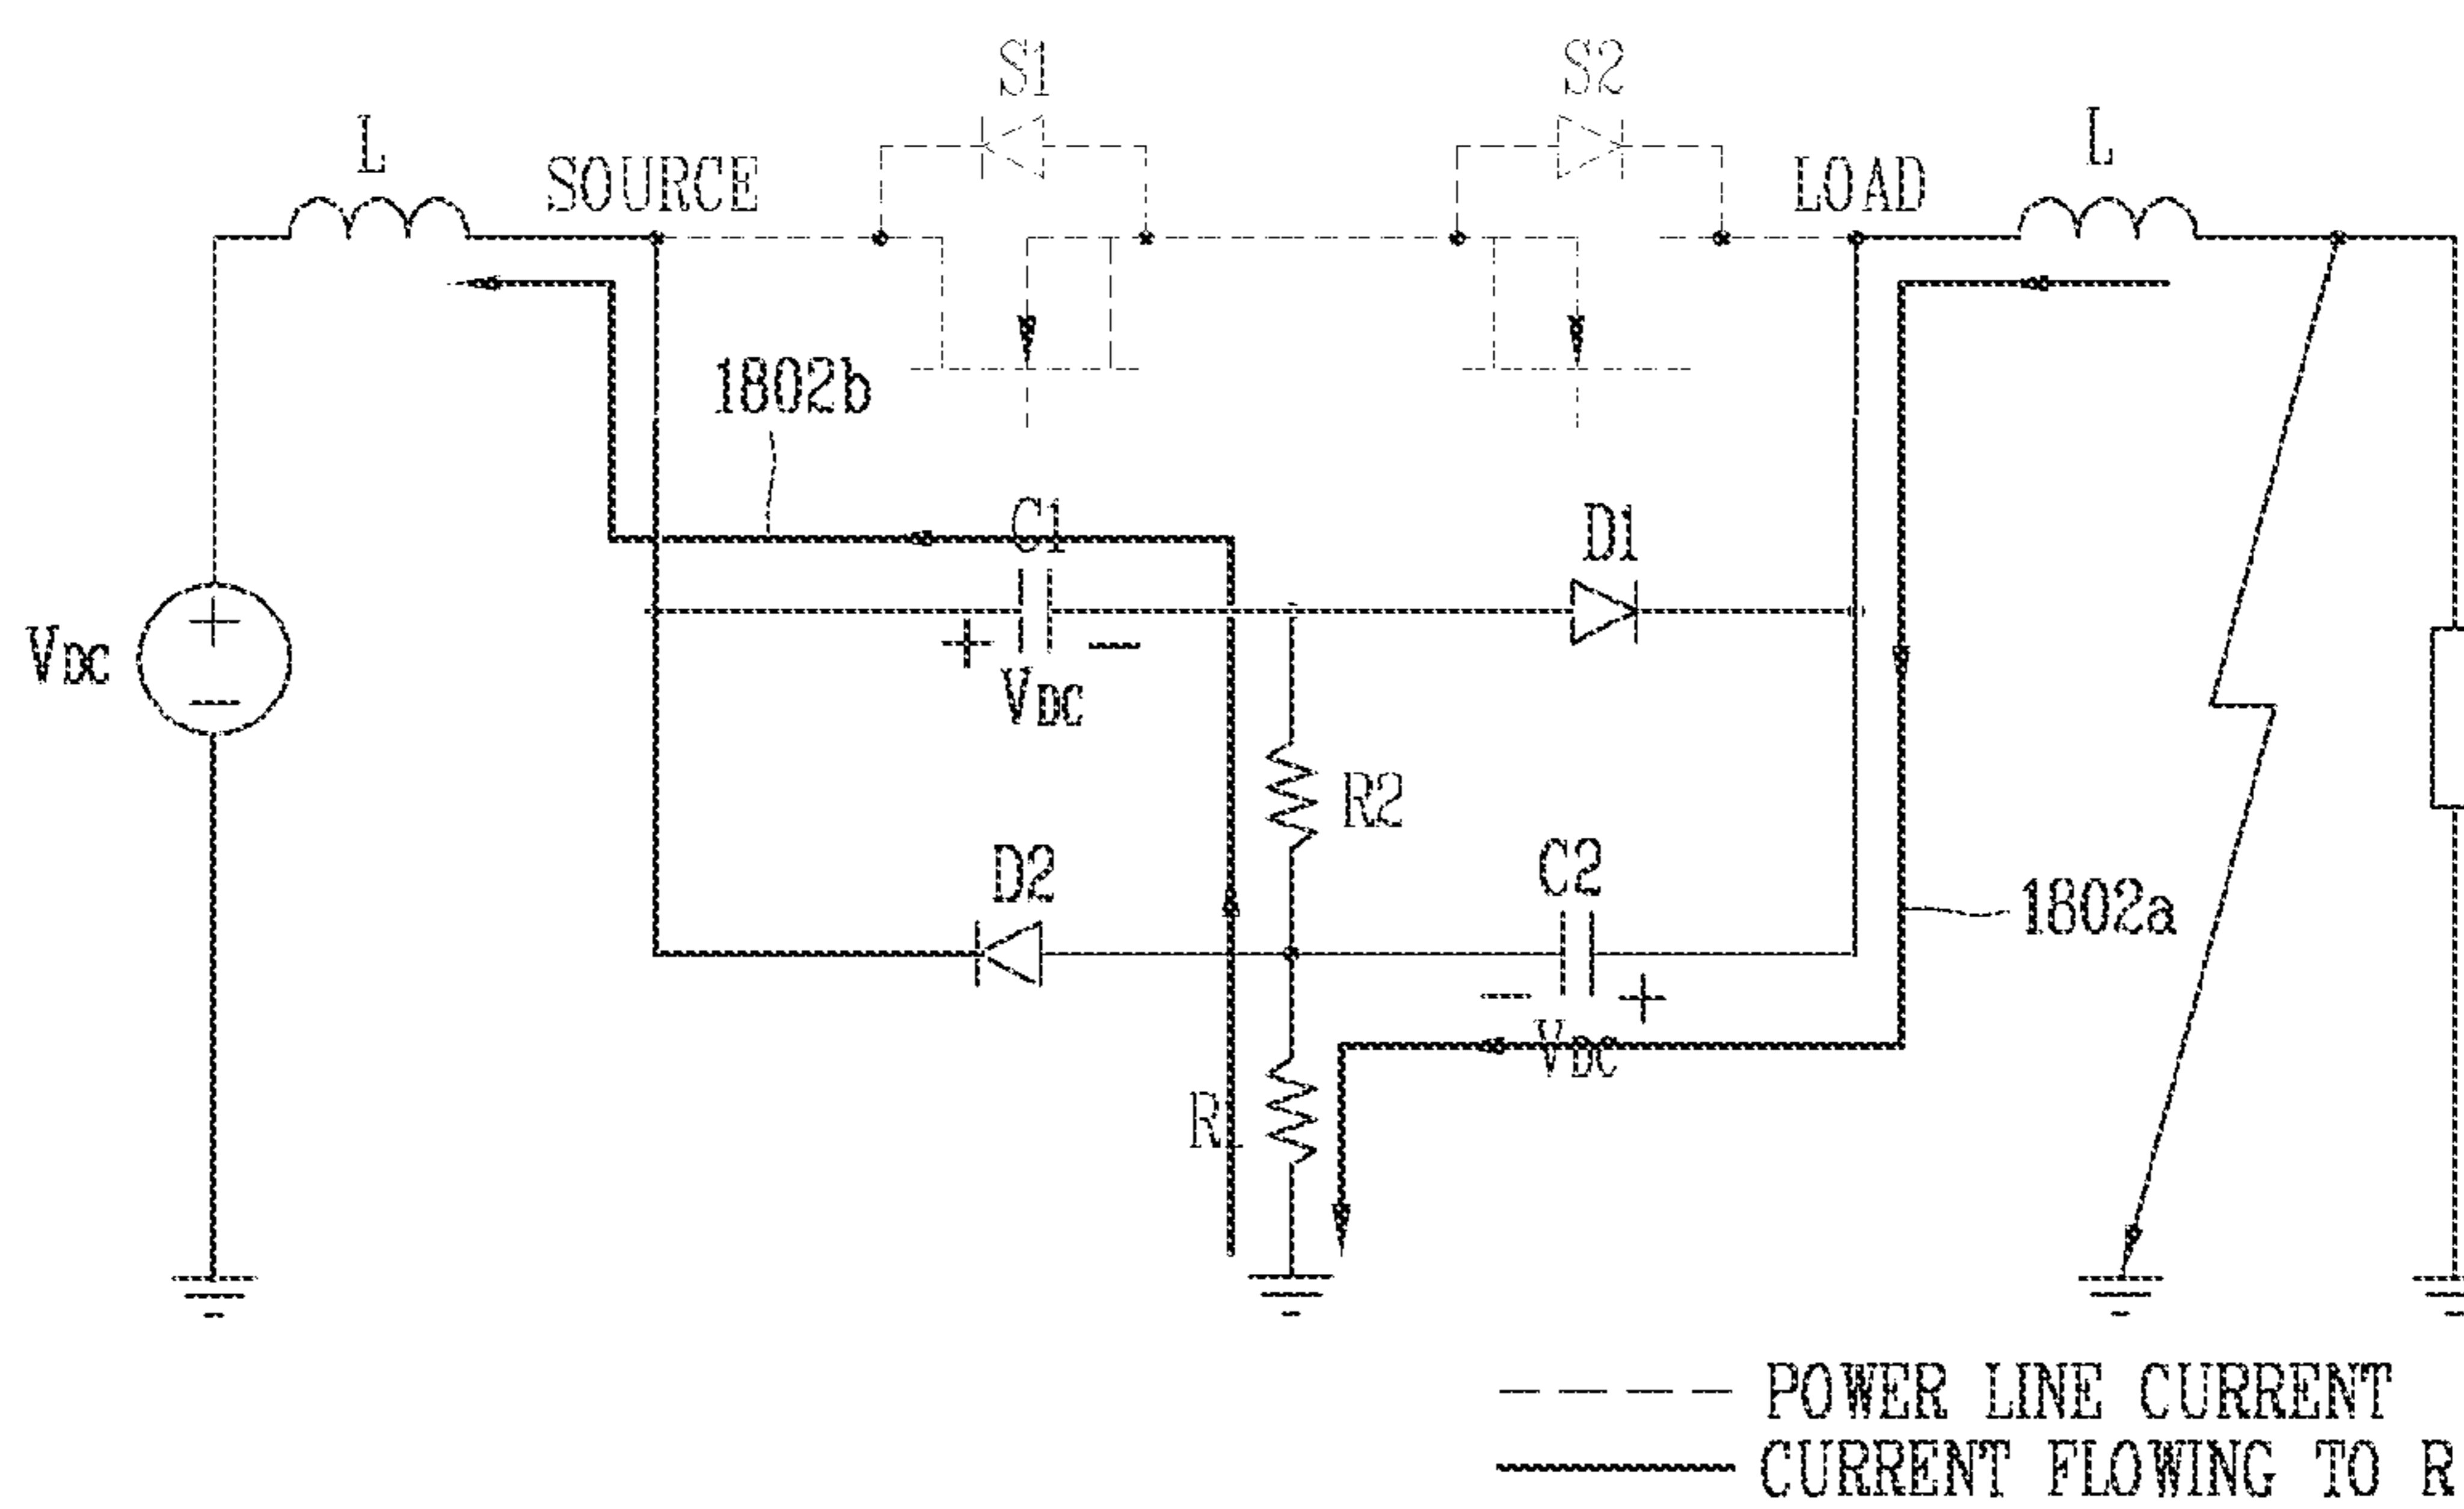 S1
S2
L
SOURCE
LOAD
L
1802b
C1
D1
+
−
VDC
+
−
VDC
R2
D2
C2
1802a
−
+
VDC
R1
POWER LINE CURRENT
CURRENT FLOWING TO R